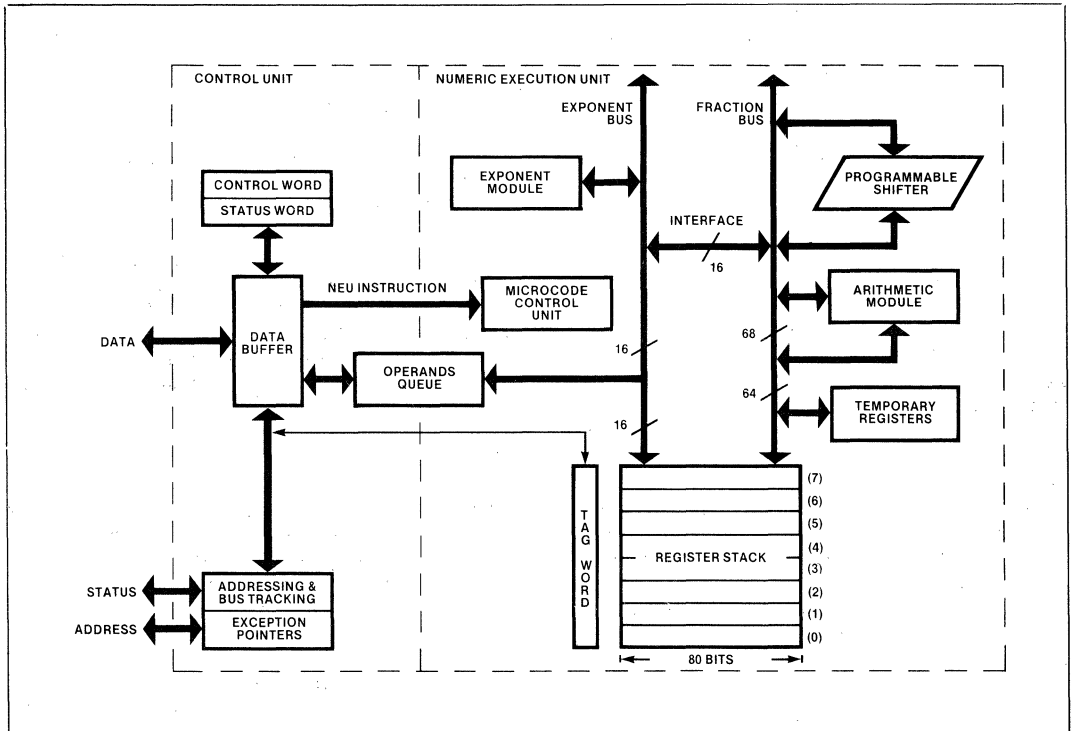 CONTROL UNIT
NUMERIC EXECUTION UNIT
EXPONENT
BUS
FRACTION
BUS
EXPONENT
MODULE
PROGRAMMABLE
SHIFTER
CONTROL WORD
STATUS WORD
INTERFACE
16
NEU INSTRUCTION
MICROCODE
CONTROL
UNIT
ARITHMETIC
MODULE
DATA
DATA
BUFFER
16
68
OPERANDS
QUEUE
64
TEMPORARY
REGISTERS
16
TAG WORD
(7)
(6)
(5)
(4)
REGISTER STACK
(3)
(2)
(1)
(0)
80 BITS
STATUS
ADDRESSING &
BUS TRACKING
ADDRESS
EXCEPTION
POINTERS